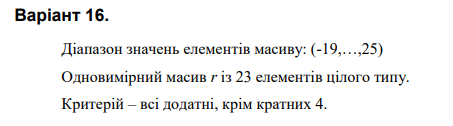 Варіант 16.
Діапазон значень елементів масиву: (-19,…,25)
Одновимірний масив r із 23 елементів цілого типу.
Критерій – всі додатні, крім кратних 4.